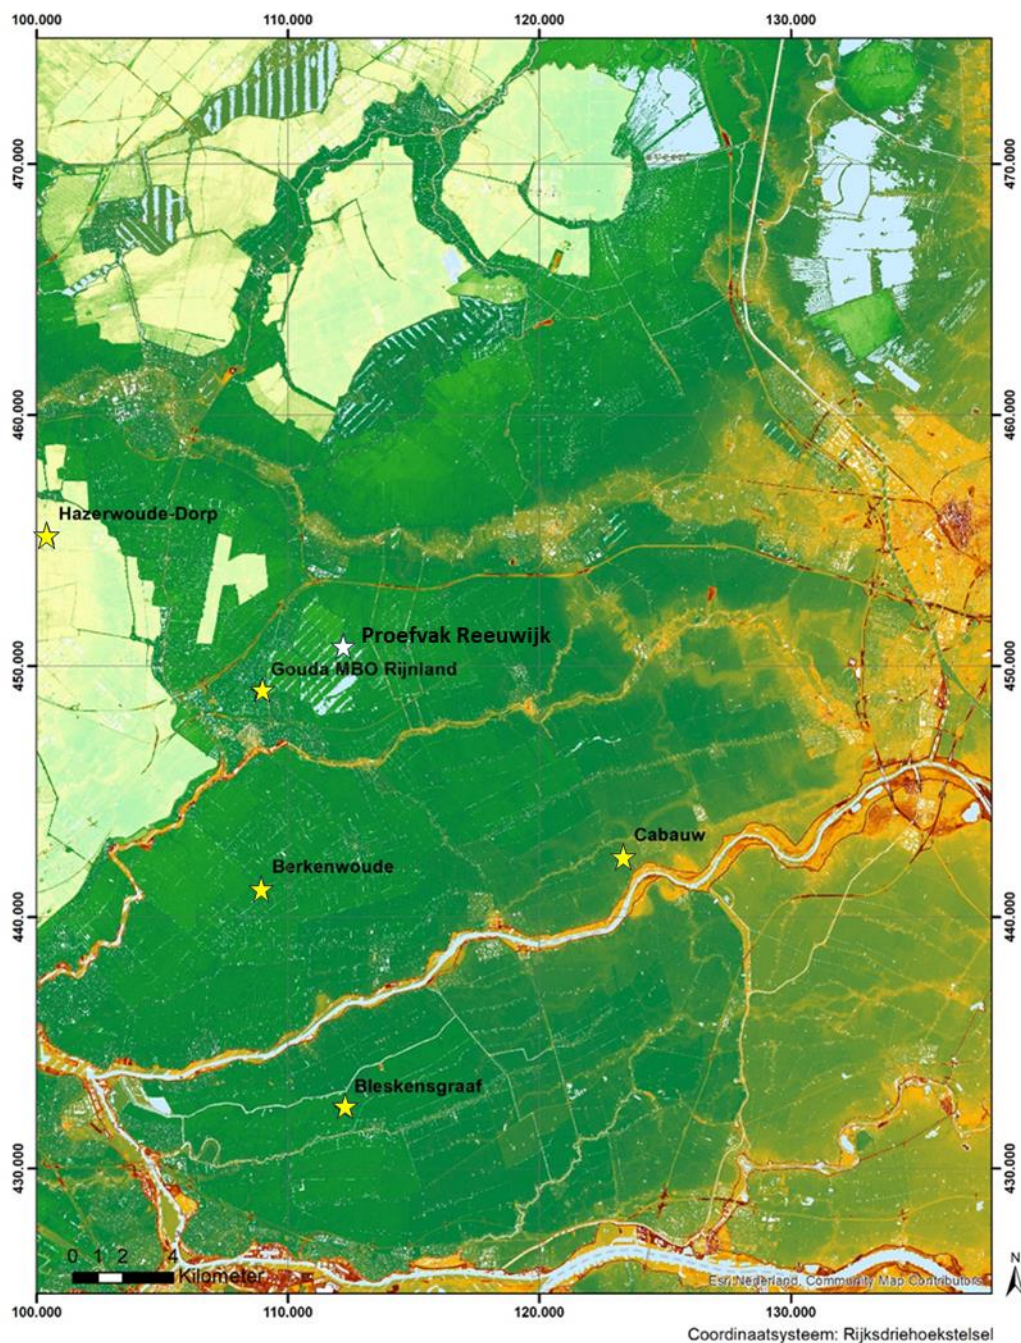 100.000 110.000 120.000 130.000
470.000 470.000
460.000 460.000
Hazerwoude-Dorp
Proefvak Reeuwijk
450.000 450.000
Gouda MBO Rijnland
Cabauw
Berkenwoude
440.000 440.000
Bleskensgraaf
430.000 430.000
0 1 2 4
Kilometer
N
Esri Nederland, Community Map Contributors
100.000 110.000 120.000 130.000
Coordinaatsysteem: Rijksdriehoekstelsel